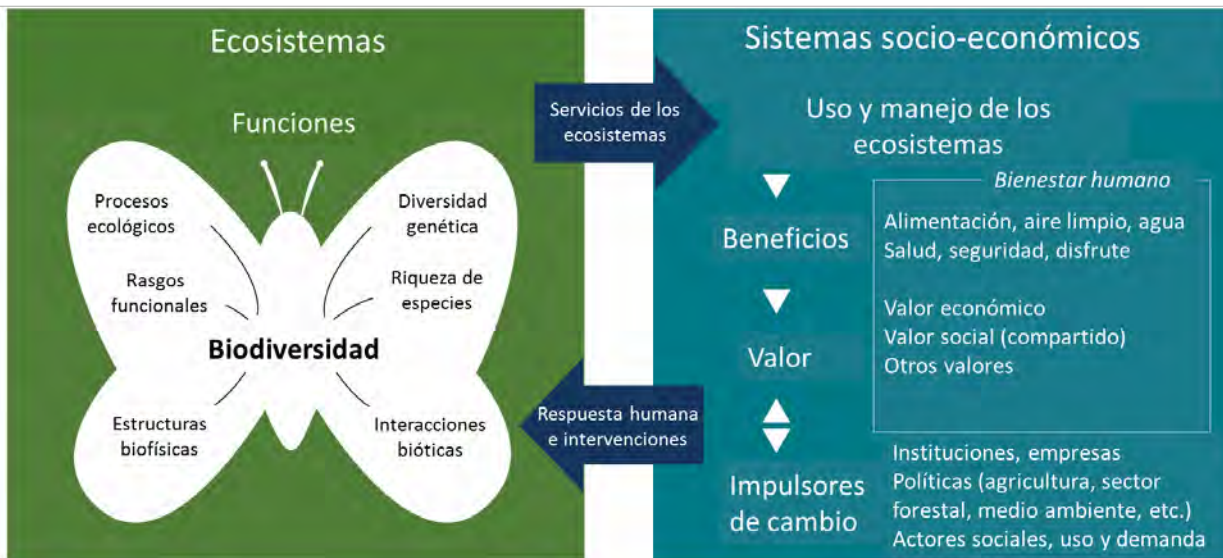 Ecosistemas
Funciones
Procesos
ecológicos
Diversidad
genética
Rasgos
funcionales
Riqueza de
especies
Biodiversidad
Estructuras
biofísicas
Interacciones
bióticas
Servicios de los
ecosistemas
Respuesta humana
e intervenciones
Sistemas socio-económicos
Uso y manejo de los
ecosistemas
Bienestar humano
Beneficios
Alimentación, aire limpio, agua
Salud, seguridad, disfrute
Valor
Valor económico
Valor social (compartido)
Otros valores
Impulsores
de cambio
Instituciones, empresas
Políticas (agricultura, sector
forestal, medio ambiente, etc.)
Actores sociales, uso y demanda